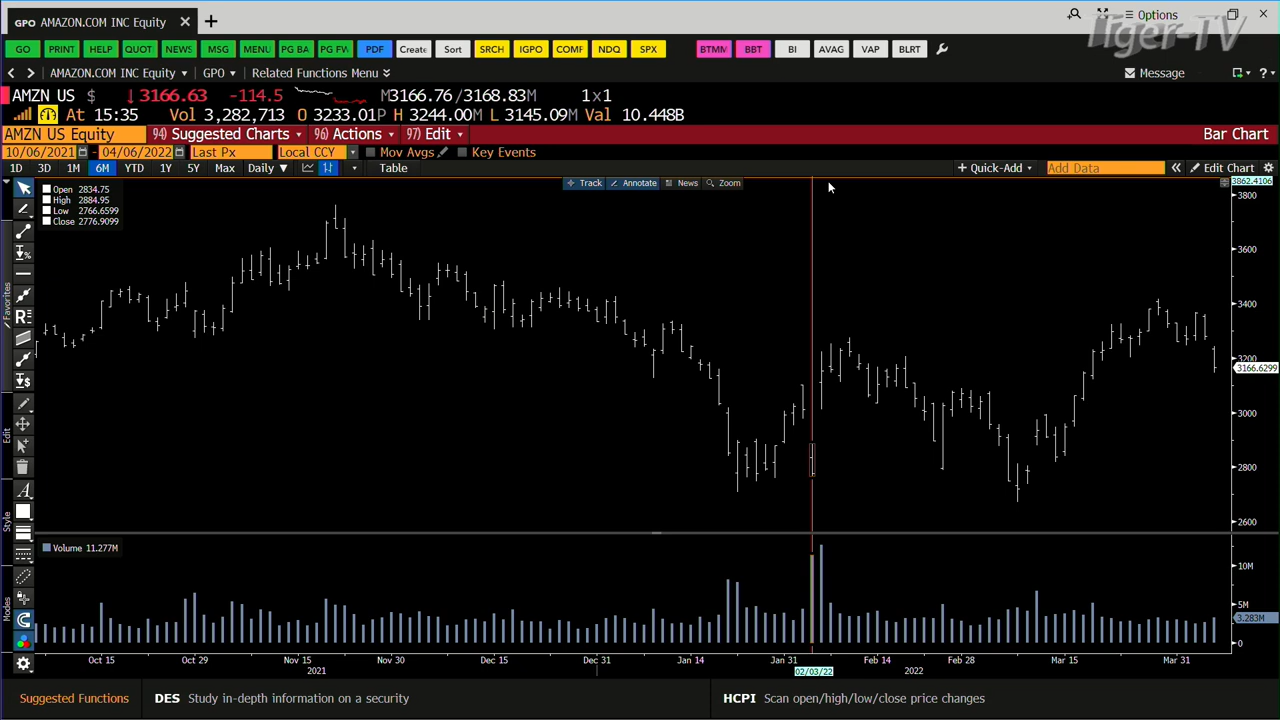 GPO AMAZON.COM INC Equity
Options
Tiger-TV
GO PRINT HELP QUOT NEWS MSG MENU PG BA PG FW PDF Create Sort SRCH IGPO COMF NDQ SPX BTMM BBT BI AVAG VAP BLRT
AMAZON.COM INC Equity GPO Related Functions Menu Message ?
AMZN US $ ↓3166.63 -114.5 M3166.76/3168.83M 1x1
At 15:35 Vol 3,282,713 O 3233.01P H 3244.00M L 3145.09M Val 10.448B
AMZN US Equity 94) Suggested Charts 96) Actions 97) Edit Bar Chart
10/06/2021 - 04/06/2022 Last Px Local CCY Mov Avgs Key Events
1D 3D 1M 6M YTD 1Y 5Y Max Daily Table + Quick-Add Add Data Edit Chart
Track Annotate News Zoom
Open 2834.75
High 2884.95
Low 2766.6599
Close 2776.9099
3862.4106
3800
3600
3400
3200
3166.6299
3000
2800
2600
Favorites
Edit
Style
Modes
Volume 11.277M
10M
5M
3.283M
0
Oct 15 Oct 29 Nov 15 Nov 30 Dec 15 Dec 31 Jan 14 Jan 31 Feb 14 Feb 28 Mar 15 Mar 31
2021 02/03/22 2022
Suggested Functions DES Study in-depth information on a security HCPI Scan open/high/low/close price changes